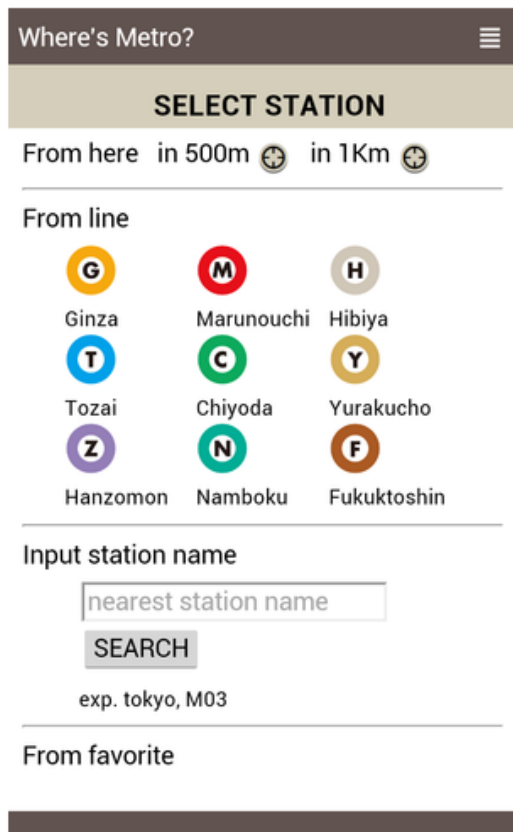 Where's Metro?
SELECT STATION
From here in 500m in 1Km
From line
G M H
Ginza Marunouchi Hibiya
T C Y
Tozai Chiyoda Yurakucho
Z N F
Hanzomon Namboku Fukuktoshin
Input station name
nearest station name
SEARCH
exp. tokyo, M03
From favorite